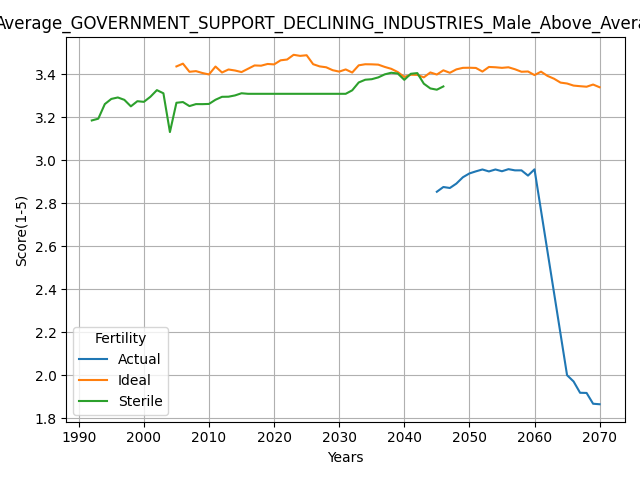 Average_GOVERNMENT_SUPPORT_DECLINING_INDUSTRIES_Male_Above_Avera
Score(1-5)
3.4
3.2
3.0
2.8
2.6
2.4
2.2
2.0
1.8
Fertility
Actual
Ideal
Sterile
1990 2000 2010 2020 2030 2040 2050 2060 2070
Years